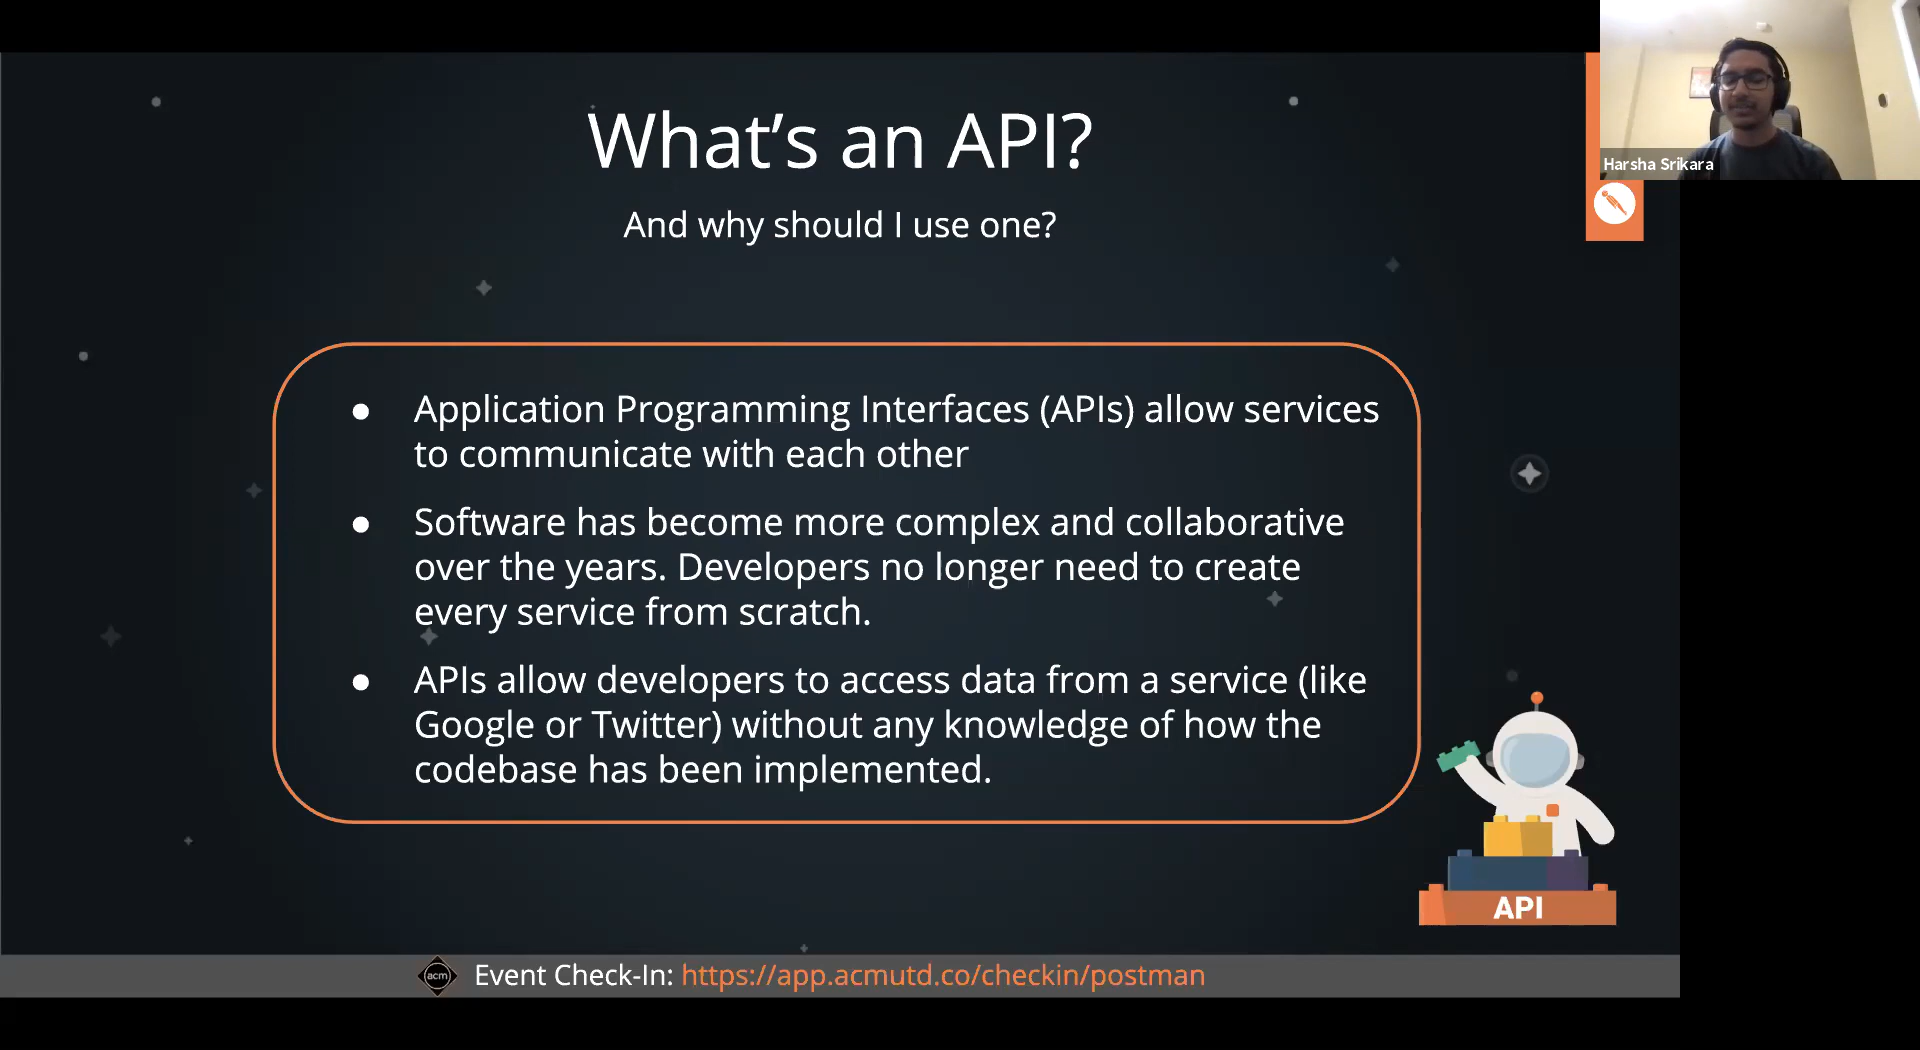 What's an API?
And why should I use one?
Harsha Srikara
● Application Programming Interfaces (APIs) allow services
to communicate with each other
● Software has become more complex and collaborative
over the years. Developers no longer need to create
every service from scratch.
● APIs allow developers to access data from a service (like
Google or Twitter) without any knowledge of how the
codebase has been implemented.
API
acm Event Check-In: https://app.acmutd.co/checkin/postman